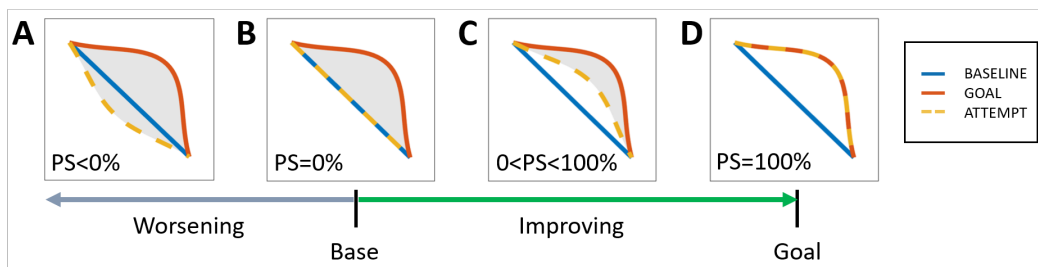 A
B
C
D
PS<0%
PS=0%
0<PS<100%
PS=100%
BASELINE
GOAL
ATTEMPT
Worsening
Improving
Base
Goal